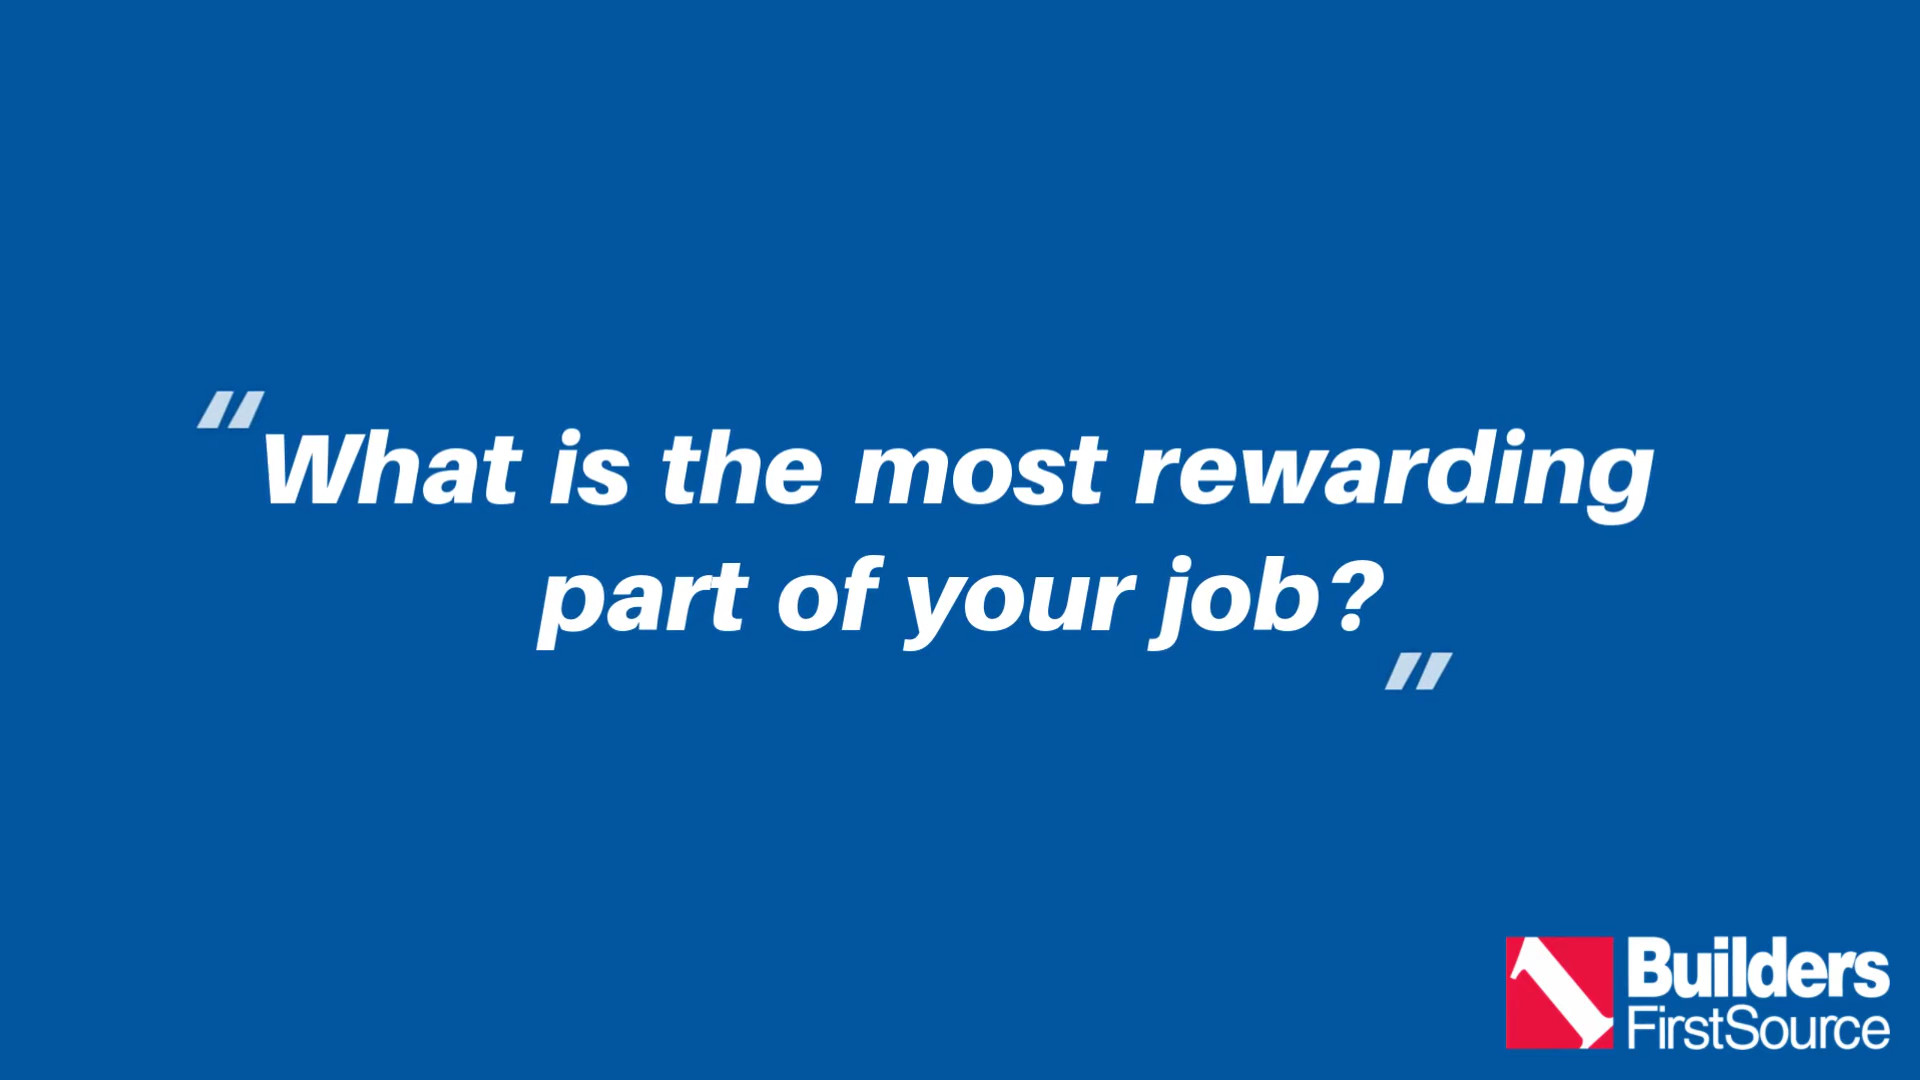 "What is the most rewarding
part of your job?"
Builders
FirstSource